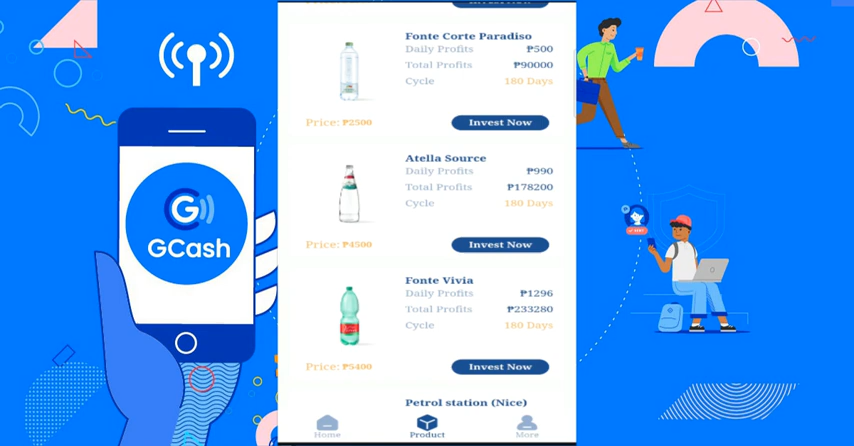 GCash
Fonte Corte Paradiso
Daily Profits ₱500
Total Profits ₱90000
Cycle 180 Days
Price: ₱2500 Invest Now
Atella Source
Daily Profits ₱990
Total Profits ₱178200
Cycle 180 Days
Price: ₱4500 Invest Now
Fonte Vivia
Daily Profits ₱1296
Total Profits ₱233280
Cycle 180 Days
Price: ₱5400 Invest Now
Petrol station (Nice)
Home Product More